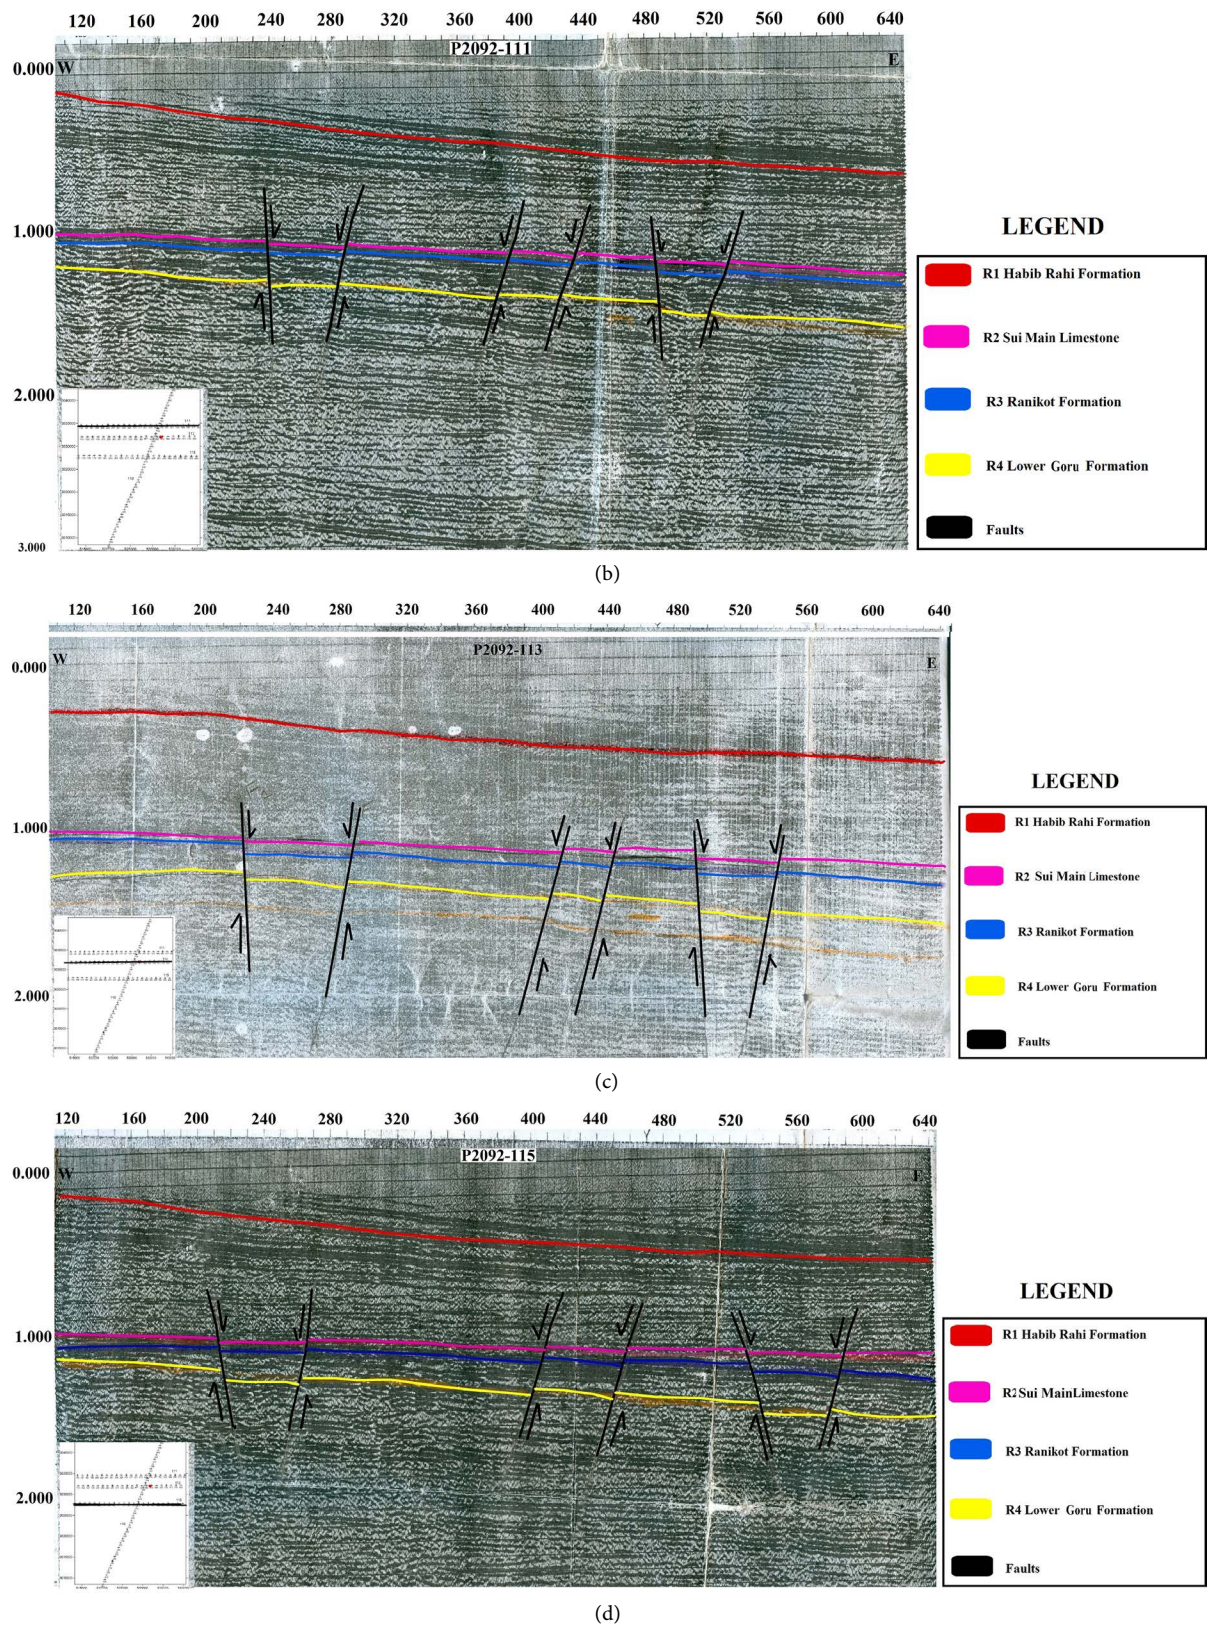 120 160 200 240 280 320 360 400 440 480 520 560 600 640
P2092-111
W E
0.000
1.000
2.000
3.000
LEGEND
R1 Habib Rahi Formation
R2 Sui Main Limestone
R3 Ranikot Formation
R4 Lower Goru Formation
Faults
(b)
120 160 200 240 280 320 360 400 440 480 520 560 600 640
P2092-113
W E
0.000
1.000
2.000
LEGEND
R1 Habib Rahi Formation
R2 Sui Main Limestone
R3 Ranikot Formation
R4 Lower Goru Formation
Faults
(c)
120 160 200 240 280 320 360 400 440 480 520 560 600 640
P2092-115
W E
0.000
1.000
2.000
LEGEND
R1 Habib Rahi Formation
R2 Sui MainLimestone
R3 Ranikot Formation
R4 Lower Goru Formation
Faults
(d)